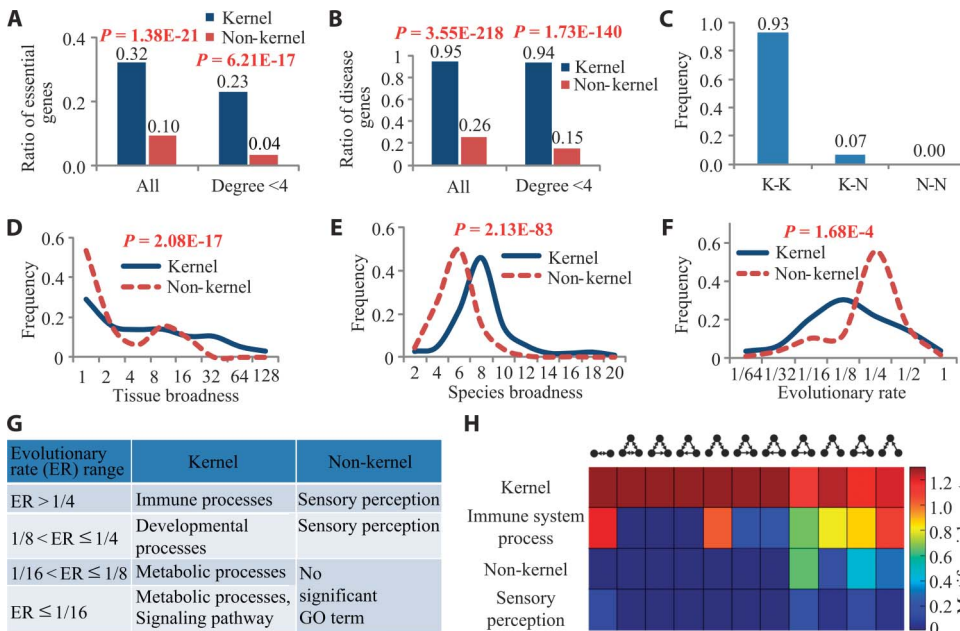 A
Kernel
Non-kernel
P = 1.38E-21
P = 6.21E-17
Ratio of essential
genes
0.4
0.2
0.0
0.32
0.10
0.23
0.04
All
Degree <4
B
P = 3.55E-218
P = 1.73E-140
Kernel
Non-kernel
Ratio of disease
genes
1
0.8
0.6
0.4
0.2
0
0.95
0.26
0.94
0.15
All
Degree <4
C
Frequency
1.0
0.8
0.6
0.4
0.2
0.0
0.93
0.07
0.00
K-K
K-N
N-N
D
P = 2.08E-17
Kernel
Non-kernel
Frequency
0.6
0.4
0.2
0
1 2 4 8 16 32 64 128
Tissue broadness
E
P = 2.13E-83
Kernel
Non-kernel
Frequency
0.6
0.4
0.2
0
2 4 6 8 10 12 14 16 18 20
Species broadness
F
P = 1.68E-4
Kernel
Non-kernel
Frequency
0.6
0.4
0.2
0
1/64 1/32 1/16 1/8 1/4 1/2 1
Evolutionary rate
G
Evolutionary
rate (ER) range
Kernel
Non-kernel
ER > 1/4
Immune processes
Sensory perception
1/8 < ER ≤ 1/4
Developmental
processes
Sensory perception
1/16 < ER ≤ 1/8
Metabolic processes
No
significant
GO term
ER ≤ 1/16
Metabolic processes,
Signaling pathway
H
Kernel
Immune system
process
Non-kernel
Sensory
perception
1.2
1.0
0.8
0.6
0.4
0.2
0